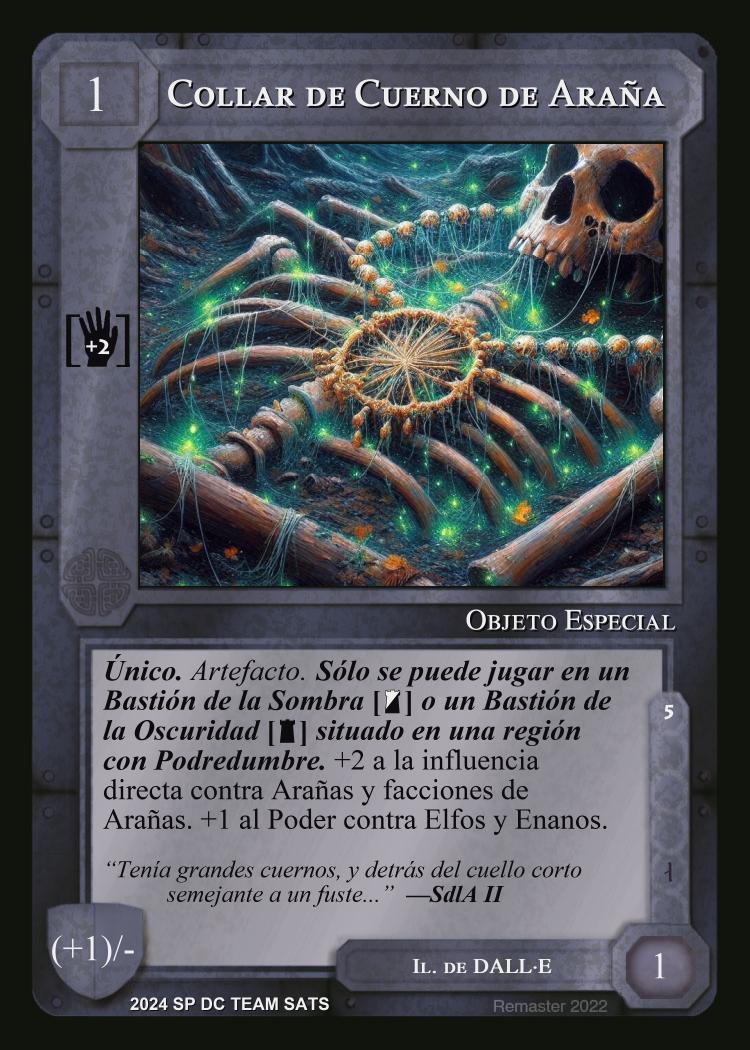 1
Collar de Cuerno de Araña
[+2]
Objeto Especial
Único. Artefacto. Sólo se puede jugar en un
Bastión de la Sombra [ ] o un Bastión de
la Oscuridad [ ] situado en una región
con Podredumbre. +2 a la influencia
directa contra Arañas y facciones de
Arañas. +1 al Poder contra Elfos y Enanos.
5
“Tenía grandes cuernos, y detrás del cuello corto
semejante a un fuste...” —SdlA II
(+1)/-
Il. de DALL·E
1
2024 SP DC TEAM SATS
Remaster 2022